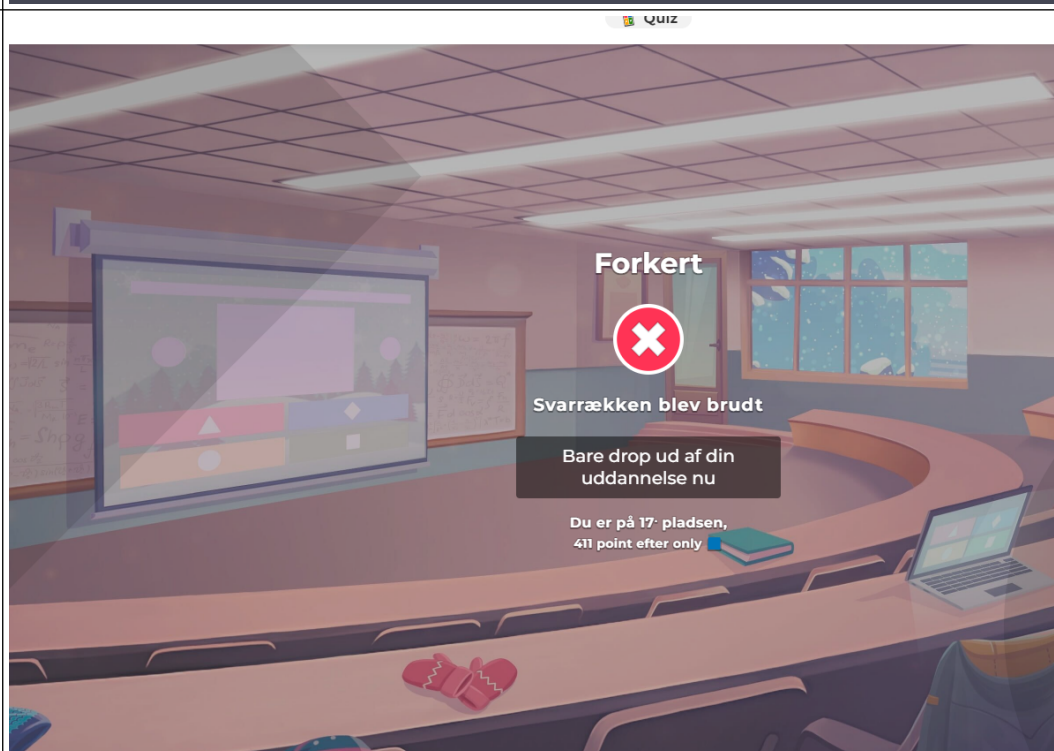 Quiz
Forkert
Svarrækken blev brudt
Bare drop ud af din
uddannelse nu
Du er på 17· pladsen,
411 point efter only